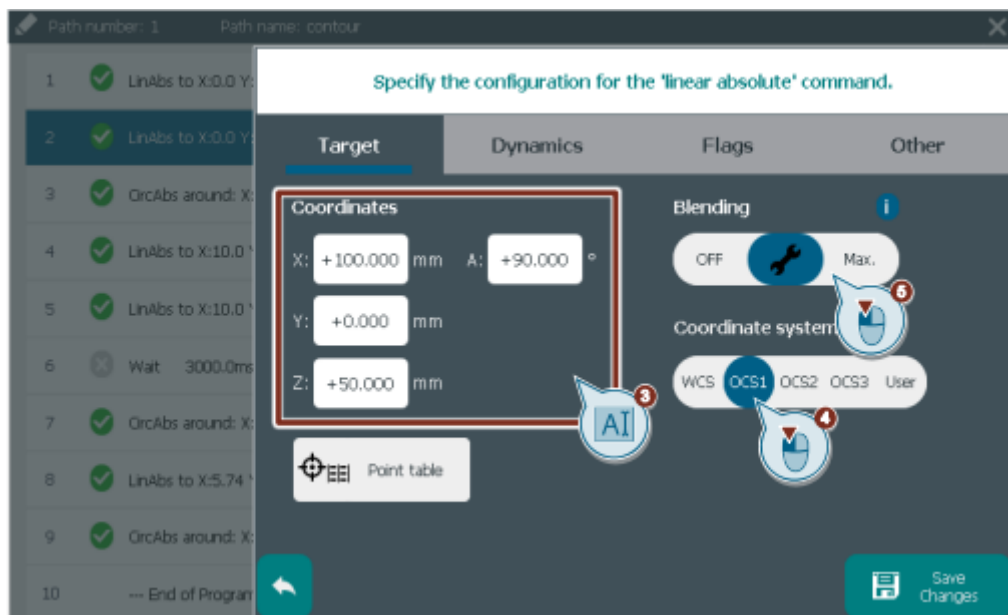 Path number: 1 Path name: contour
Specify the configuration for the 'linear absolute' command.
Target Dynamics Flags Other
1 LinAbs to X:0.0 Y:
2 LinAbs to X:0.0 Y:
3 CircAbs around: X:
4 LinAbs to X:10.0
5 LinAbs to X:10.0
6 Wait 3000.0ms
7 CircAbs around: X:
8 LinAbs to X:5.74
9 CircAbs around: X:
10 --- End of Program
Coordinates
X: +100.000 mm A: +90.000 °
Y: +0.000 mm
Z: +50.000 mm
3
AI
Point table
Blending i
OFF Max.
5
Coordinate system
WCS OCS1 OCS2 OCS3 User
4
Save
Changes